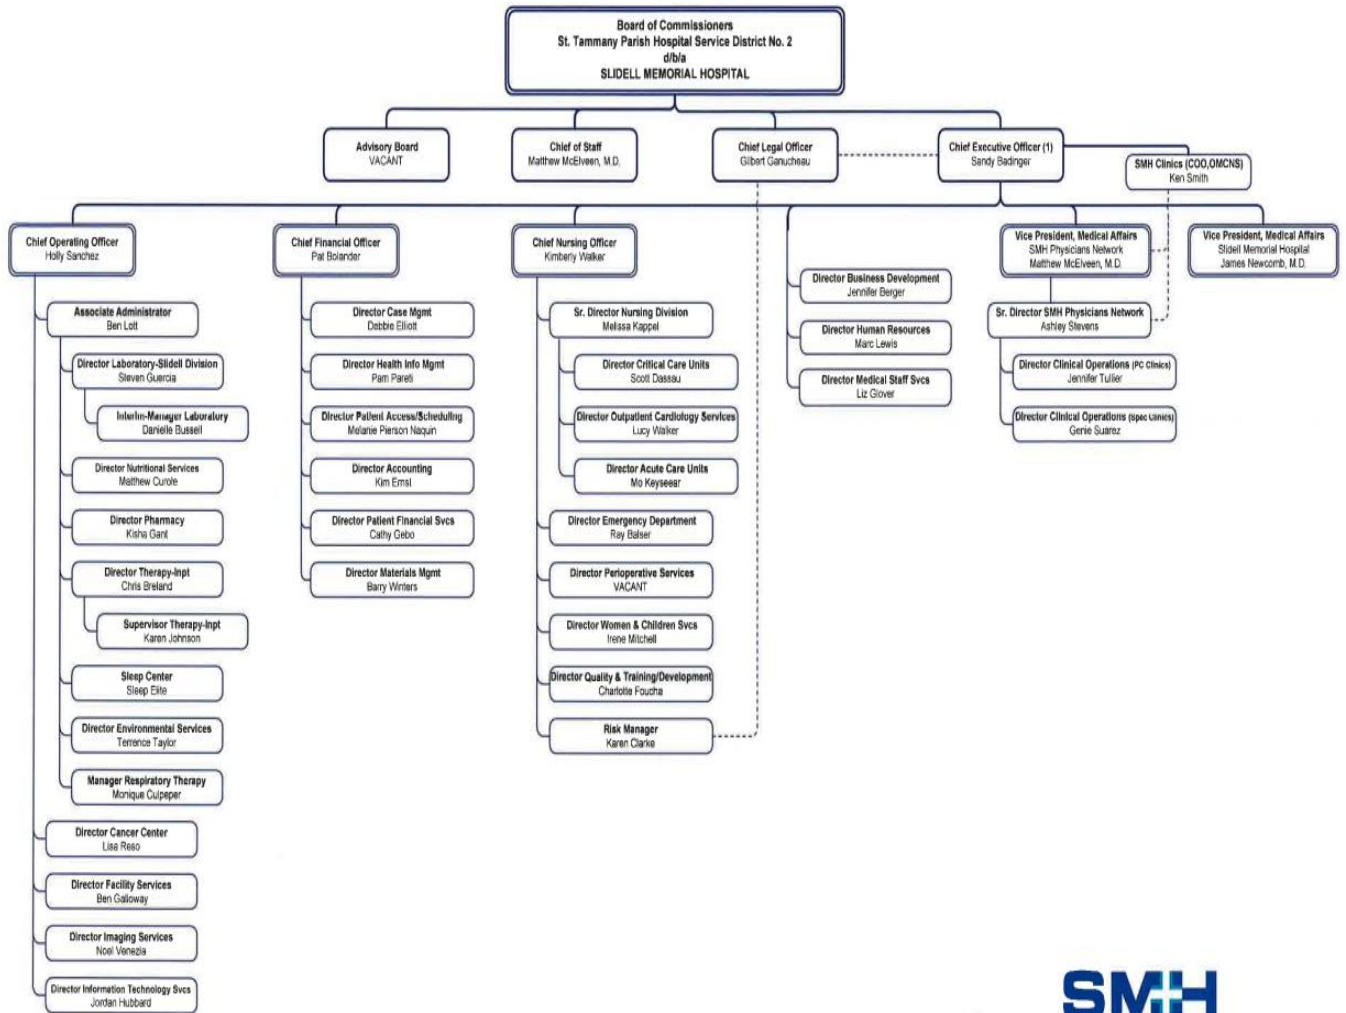 Board of Commissioners
St. Tammany Parish Hospital Service District No. 2
d/b/a
SLIDELL MEMORIAL HOSPITAL
Advisory Board
VACANT
Chief of Staff
Matthew McElveen, M.D.
Chief Legal Officer
Gilbert Ganucheau
Chief Executive Officer (1)
Sandy Badinger
SMH Clinics (COO,OMCNS)
Ken Smith
Chief Operating Officer
Holly Sanchez
Chief Financial Officer
Pat Bolander
Chief Nursing Officer
Kimberly Walker
Vice President, Medical Affairs
SMH Physicians Network
Matthew McElveen, M.D.
Vice President, Medical Affairs
Slidell Memorial Hospital
James Newcomb, M.D.
Associate Administrator
Ben Lott
Director Laboratory-Slidell Division
Steven Guercia
Interim-Manager Laboratory
Danielle Bussell
Director Nutritional Services
Matthew Curole
Director Pharmacy
Kisha Gant
Director Therapy-Inpt
Chris Breland
Supervisor Therapy-Inpt
Karen Johnson
Sleep Center
Sleep Elite
Director Environmental Services
Terrence Taylor
Manager Respiratory Therapy
Monique Culpeper
Director Cancer Center
Lisa Reso
Director Facility Services
Ben Galloway
Director Imaging Services
Noel Venezia
Director Information Technology Svcs
Jordan Hubbard
Director Case Mgmt
Debbie Elliott
Director Health Info Mgmt
Pam Pareti
Director Patient Access/Scheduling
Melanie Pierson Naquin
Director Accounting
Kim Ernst
Director Patient Financial Svcs
Cathy Gebo
Director Materials Mgmt
Barry Winters
Sr. Director Nursing Division
Melissa Kappel
Director Critical Care Units
Scott Dassau
Director Outpatient Cardiology Services
Lucy Walker
Director Acute Care Units
Mo Keyseear
Director Emergency Department
Ray Balser
Director Perioperative Services
VACANT
Director Women & Children Svcs
Irene Mitchell
Director Quality & Training/Development
Charlotte Foucha
Risk Manager
Karen Clarke
Director Business Development
Jennifer Berger
Director Human Resources
Marc Lewis
Director Medical Staff Svcs
Liz Glover
Sr. Director SMH Physicians Network
Ashley Stevens
Director Clinical Operations (PC Clinics)
Jennifer Tullier
Director Clinical Operations (Spec Clinics)
Genie Suarez
SMH